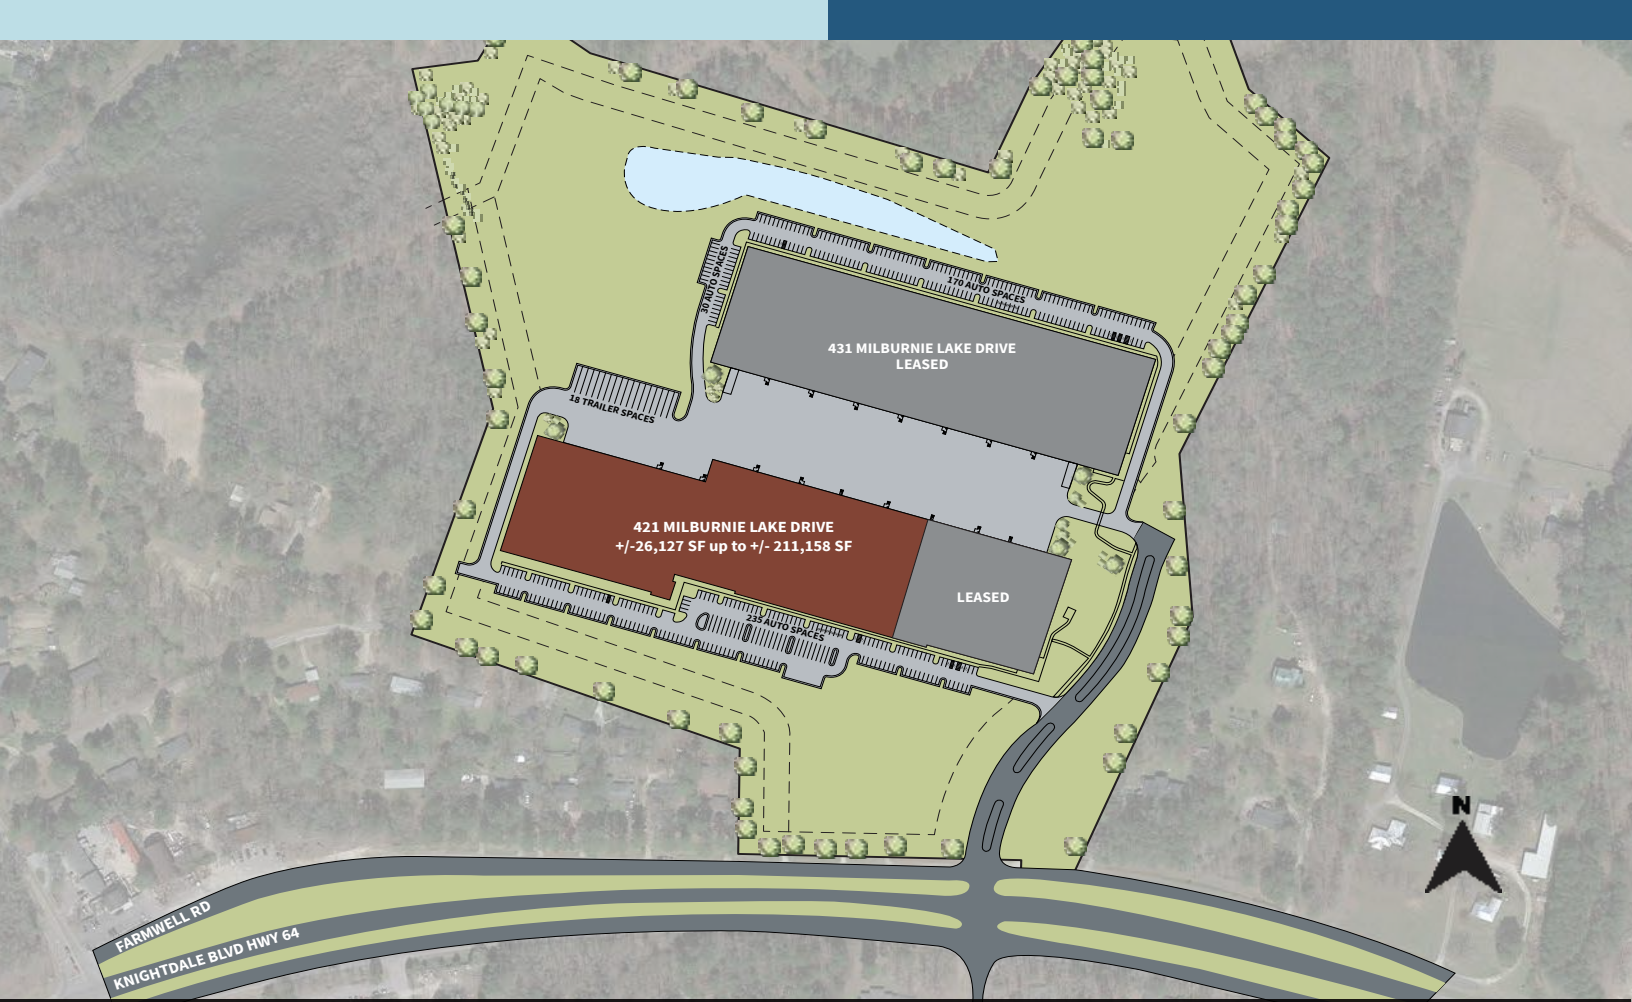 170 AUTO SPACES
30 AUTO SPACES
431 MILBURNIE LAKE DRIVE
LEASED
18 TRAILER SPACES
421 MILBURNIE LAKE DRIVE
+/-26,127 SF up to +/- 211,158 SF
LEASED
235 AUTO SPACES
N
FARMWELL RD
KNIGHTDALE BLVD HWY 64